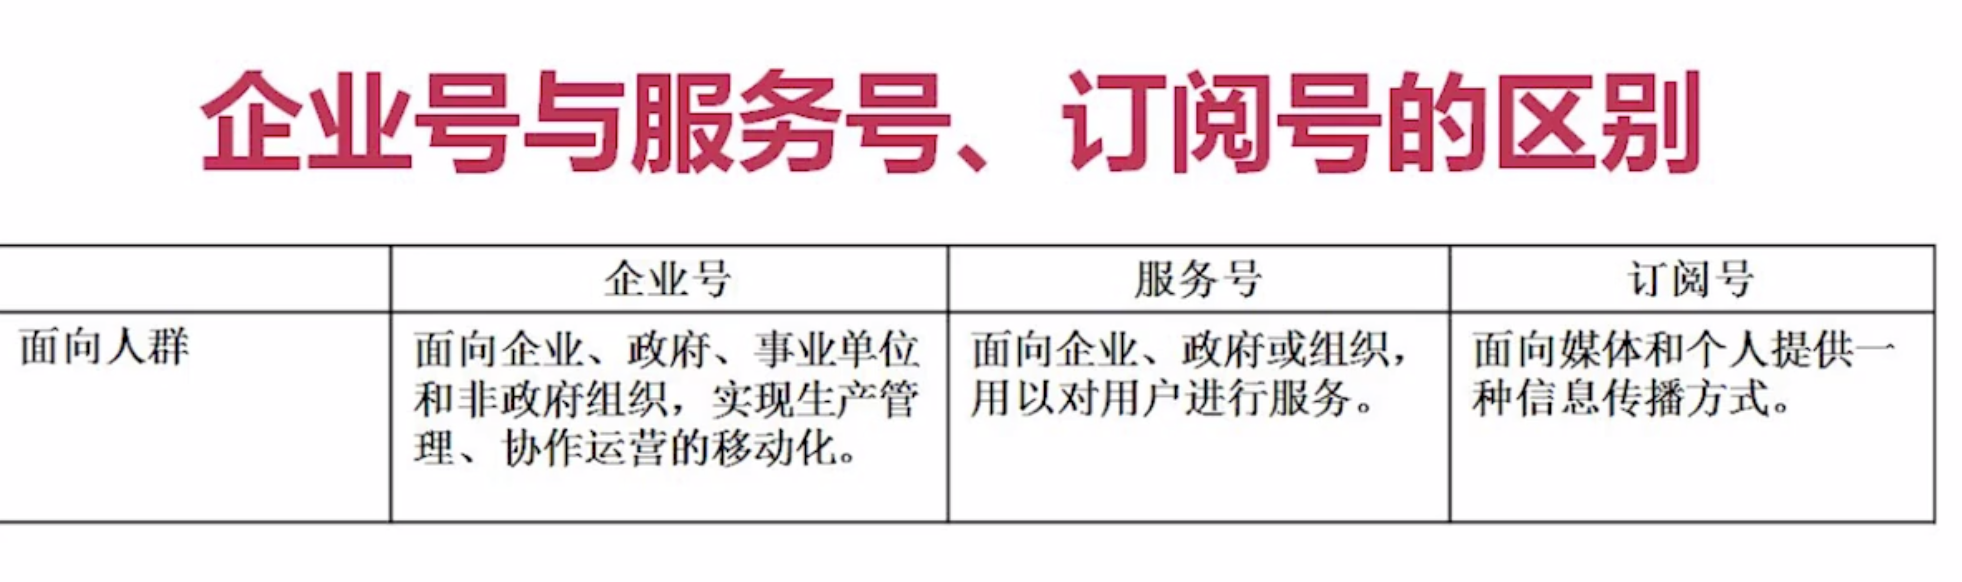 企业号与服务号、订阅号的区别
企业号
服务号
订阅号
面向人群
面向企业、政府、事业单位
和非政府组织，实现生产管
理、协作运营的移动化。
面向企业、政府或组织，
用以对用户进行服务。
面向媒体和个人提供一
种信息传播方式。